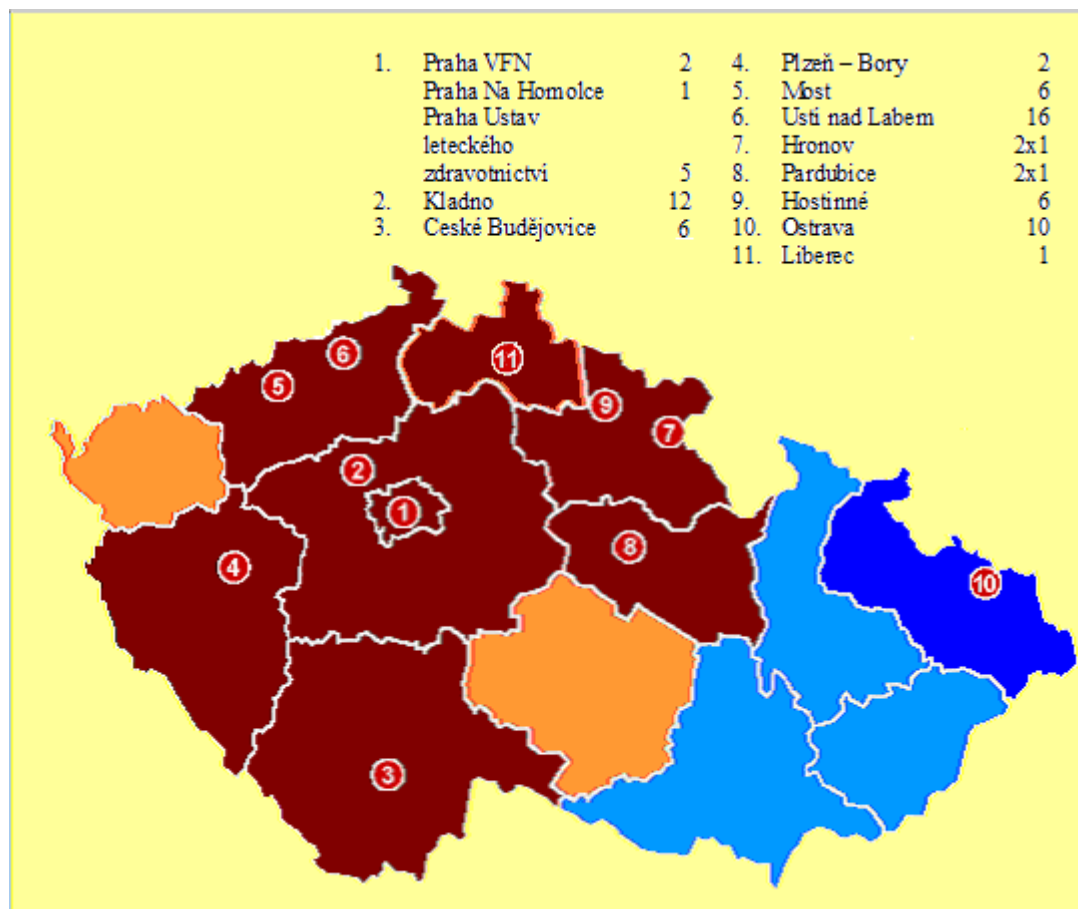 1. Praha VFN 2
Praha Na Homolce 1
Praha Ustav
leteckého
zdravotnictví 5
2. Kladno 12
3. Ceské Budějovice 6
4. Plzeň – Bory 2
5. Most 6
6. Usti nad Labem 16
7. Hronov 2x1
8. Pardubice 2x1
9. Hostinné 6
10. Ostrava 10
11. Liberec 1
6
11
5
9
7
2
1
8
4
10
3